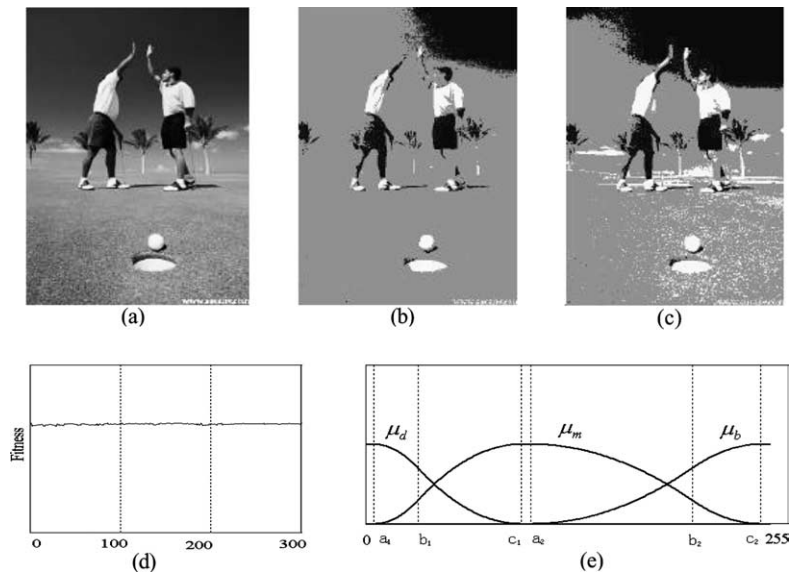 (a) (b) (c)
Fitness
0 100 200 300
(d)
μd μm μb
0 a₁ b₁ c₁ a₂ b₂ c₂ 255
(e)